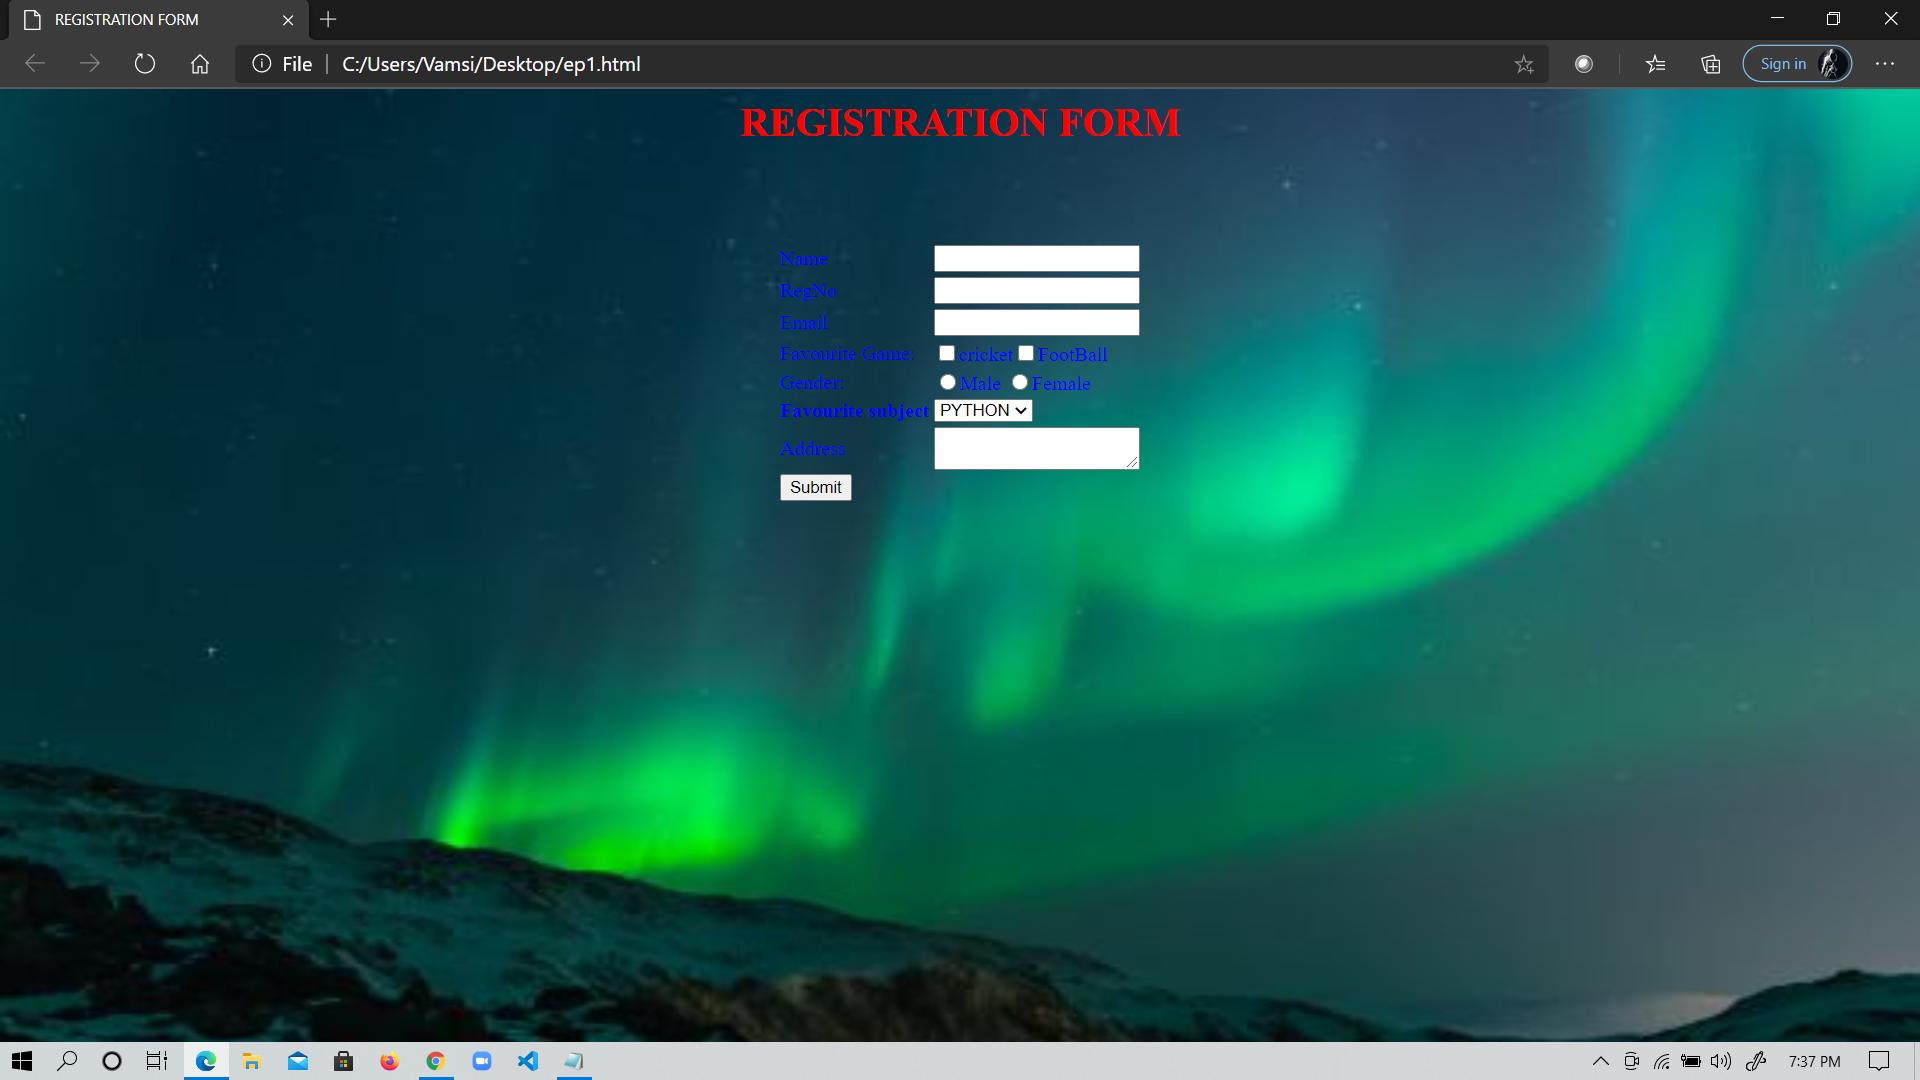 REGISTRATION FORM
File | C:/Users/Vamsi/Desktop/ep1.html
Sign in
REGISTRATION FORM
Name
RegNo
Email
Favourite Game: cricket FootBall
Gender: Male Female
Favourite subject PYTHON
Address
Submit
7:37 PM